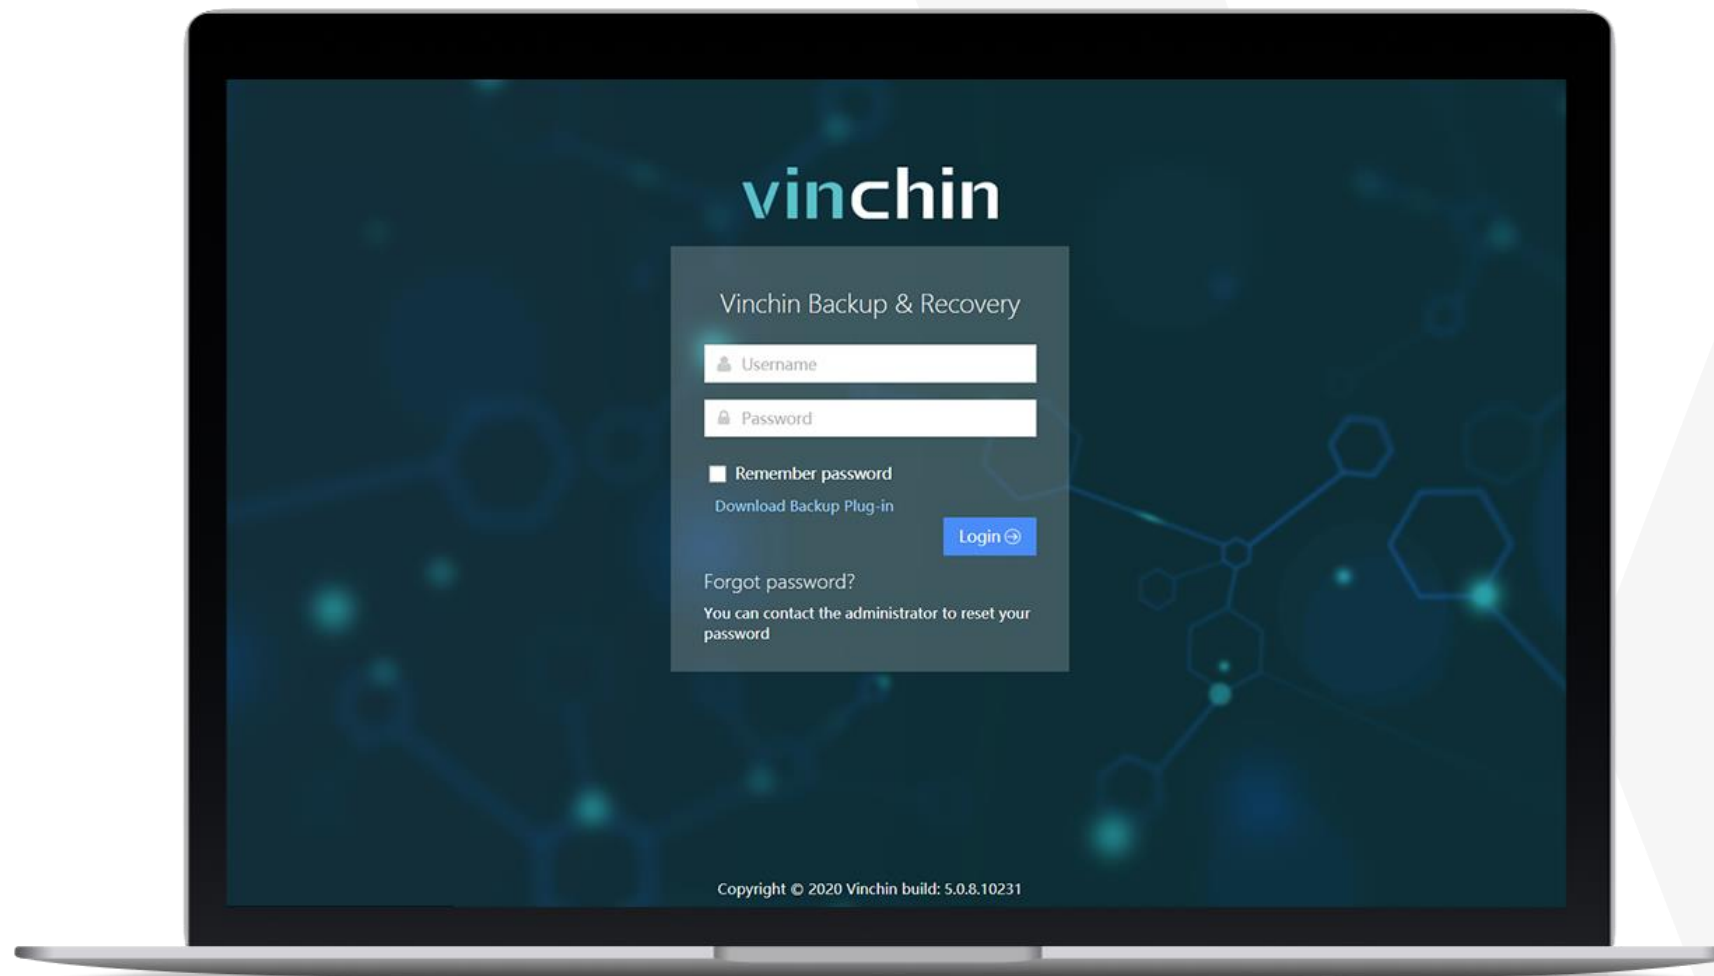 vinchin
Vinchin Backup & Recovery
Username
Password
Remember password
Download Backup Plug-in
Login
Forgot password?
You can contact the administrator to reset your
password
Copyright © 2020 Vinchin build: 5.0.8.10231